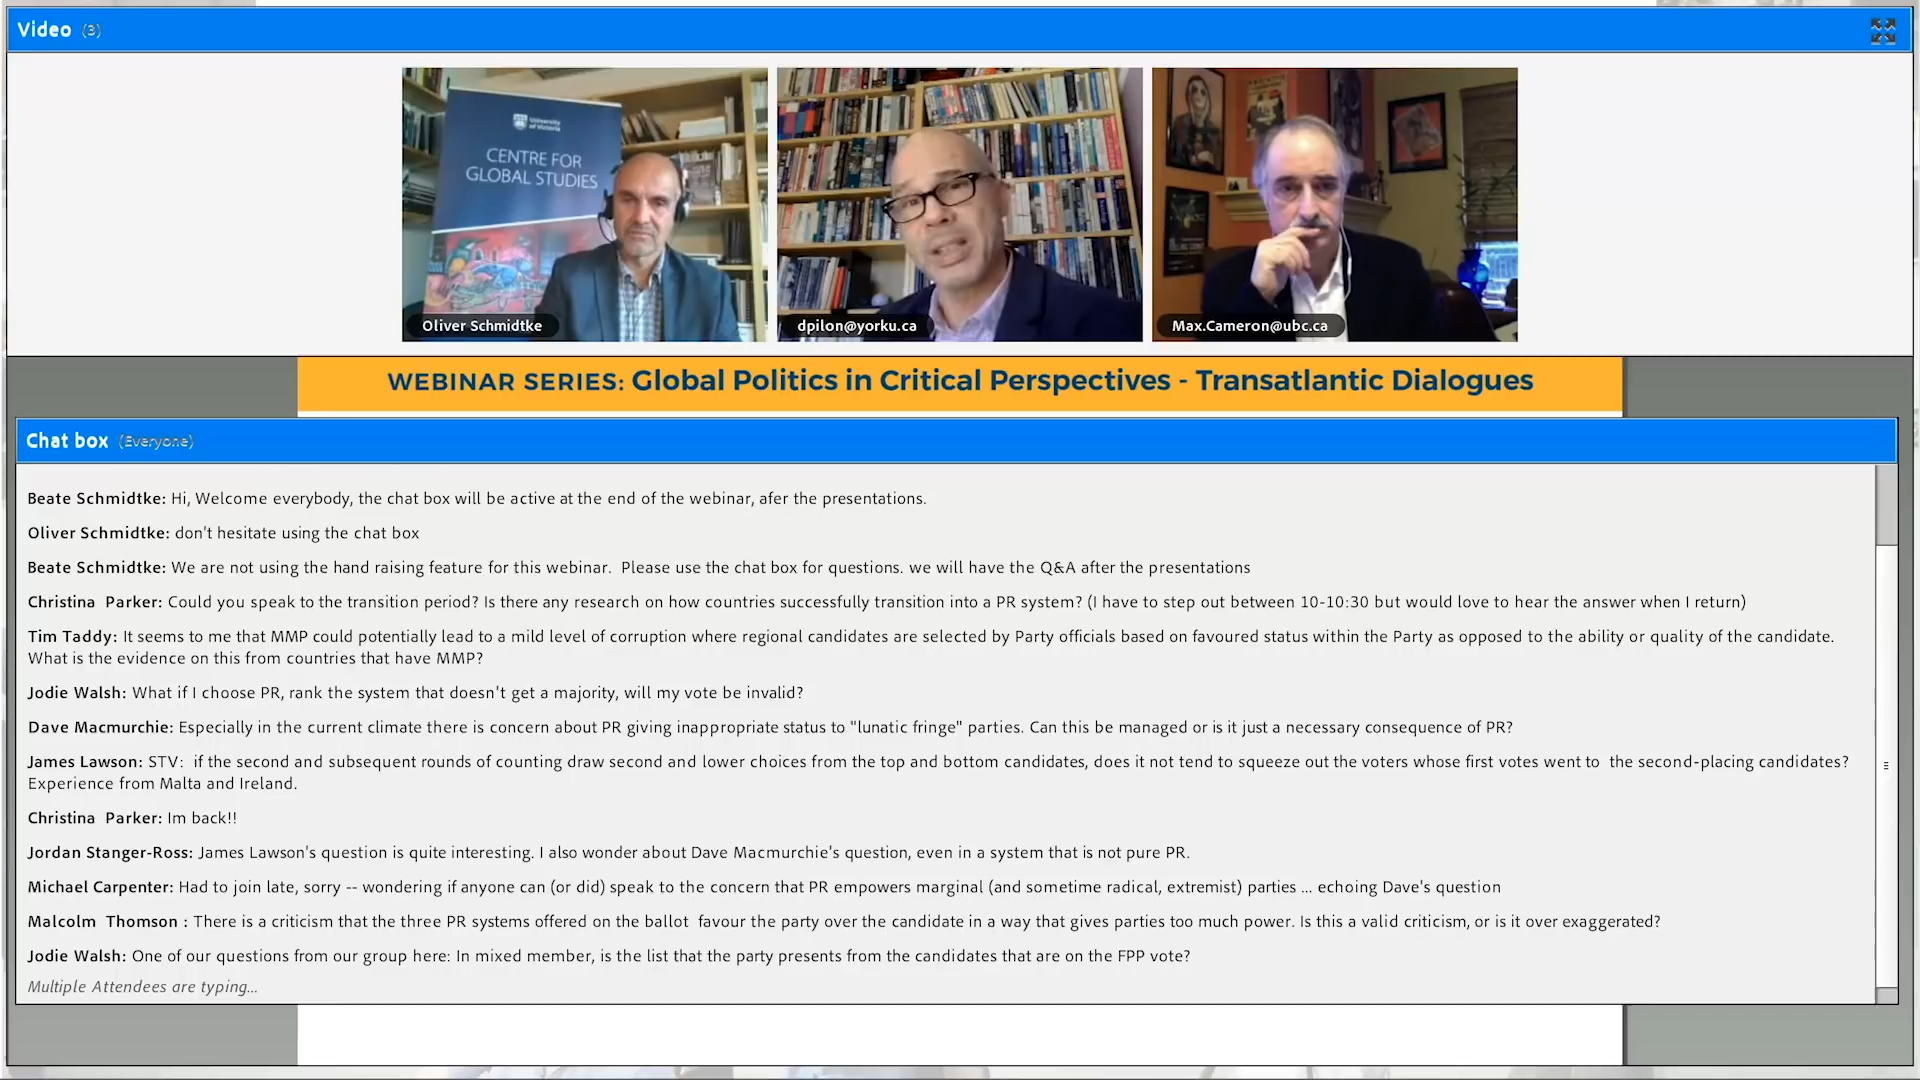 Video (3)
University
of Victoria
CENTRE FOR
GLOBAL STUDIES
Oliver Schmidtke
dpilon@yorku.ca
Max.Cameron@ubc.ca
WEBINAR SERIES: Global Politics in Critical Perspectives - Transatlantic Dialogues
Chat box (Everyone)
Beate Schmidtke: Hi, Welcome everybody, the chat box will be active at the end of the webinar, afer the presentations.
Oliver Schmidtke: don't hesitate using the chat box
Beate Schmidtke: We are not using the hand raising feature for this webinar.  Please use the chat box for questions. we will have the Q&A after the presentations
Christina  Parker: Could you speak to the transition period? Is there any research on how countries successfully transition into a PR system? (I have to step out between 10-10:30 but would love to hear the answer when I return)
Tim Taddy: It seems to me that MMP could potentially lead to a mild level of corruption where regional candidates are selected by Party officials based on favoured status within the Party as opposed to the ability or quality of the candidate.
What is the evidence on this from countries that have MMP?
Jodie Walsh: What if I choose PR, rank the system that doesn't get a majority, will my vote be invalid?
Dave Macmurchie: Especially in the current climate there is concern about PR giving inappropriate status to "lunatic fringe" parties. Can this be managed or is it just a necessary consequence of PR?
James Lawson: STV:  if the second and subsequent rounds of counting draw second and lower choices from the top and bottom candidates, does it not tend to squeeze out the voters whose first votes went to  the second-placing candidates?
Experience from Malta and Ireland.
Christina  Parker: Im back!!
Jordan Stanger-Ross: James Lawson's question is quite interesting. I also wonder about Dave Macmurchie's question, even in a system that is not pure PR.
Michael Carpenter: Had to join late, sorry -- wondering if anyone can (or did) speak to the concern that PR empowers marginal (and sometime radical, extremist) parties ... echoing Dave's question
Malcolm  Thomson : There is a criticism that the three PR systems offered on the ballot  favour the party over the candidate in a way that gives parties too much power. Is this a valid criticism, or is it over exaggerated?
Jodie Walsh: One of our questions from our group here: In mixed member, is the list that the party presents from the candidates that are on the FPP vote?
Multiple Attendees are typing...